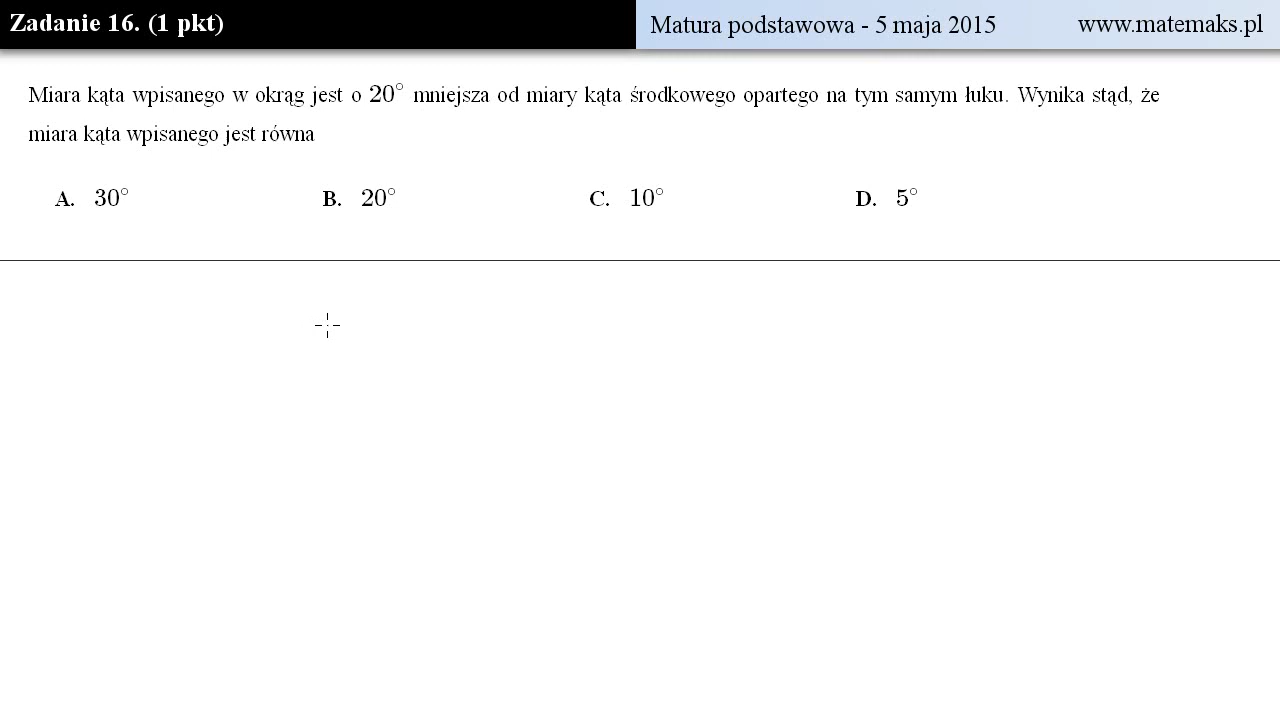 Zadanie 16. (1 pkt)
Matura podstawowa - 5 maja 2015 www.matemaks.pl
Miara kąta wpisanego w okrąg jest o 20° mniejsza od miary kąta środkowego opartego na tym samym łuku. Wynika stąd, że
miara kąta wpisanego jest równa
A. 30° B. 20° C. 10° D. 5°